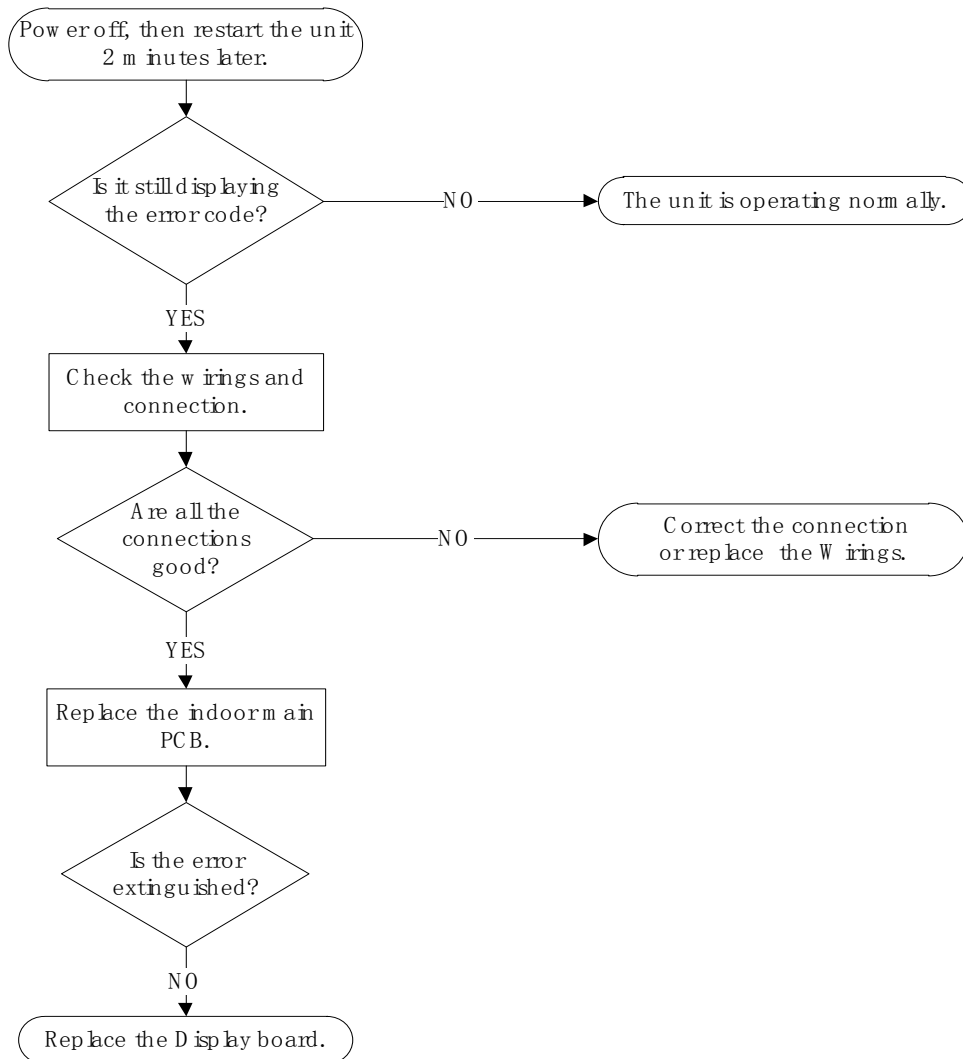 Power off, then restart the unit
2 minutes later.
Is it still displaying
the error code?
NO
The unit is operating normally.
YES
Check the wirings and
connection.
Are all the
connections
good?
NO
Correct the connection
or replace the Wirings.
YES
Replace the indoor main
PCB.
Is the error
extinguished?
NO
Replace the Display board.